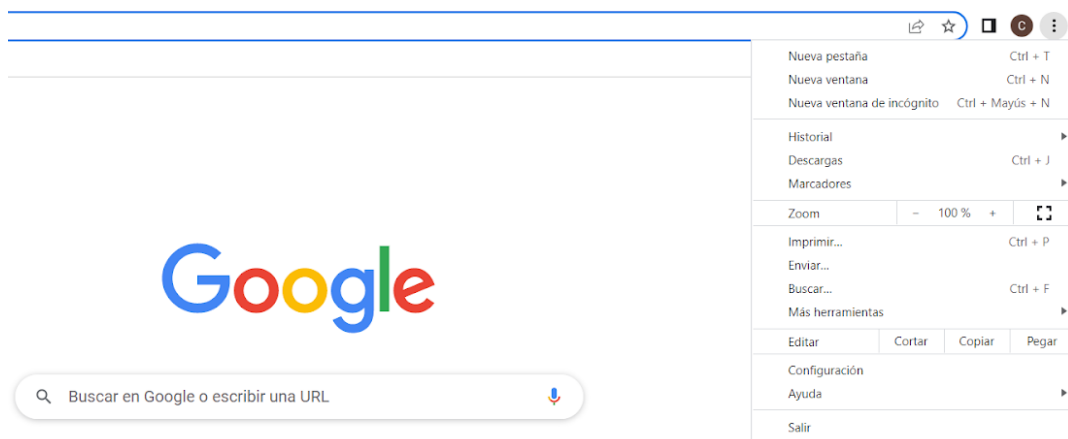 C
Nueva pestaña Ctrl + T
Nueva ventana Ctrl + N
Nueva ventana de incógnito Ctrl + Mayús + N
Historial
Descargas Ctrl + J
Marcadores
Zoom - 100 % +
Imprimir... Ctrl + P
Enviar...
Buscar... Ctrl + F
Más herramientas
Editar Cortar Copiar Pegar
Configuración
Ayuda
Salir
Google
Buscar en Google o escribir una URL